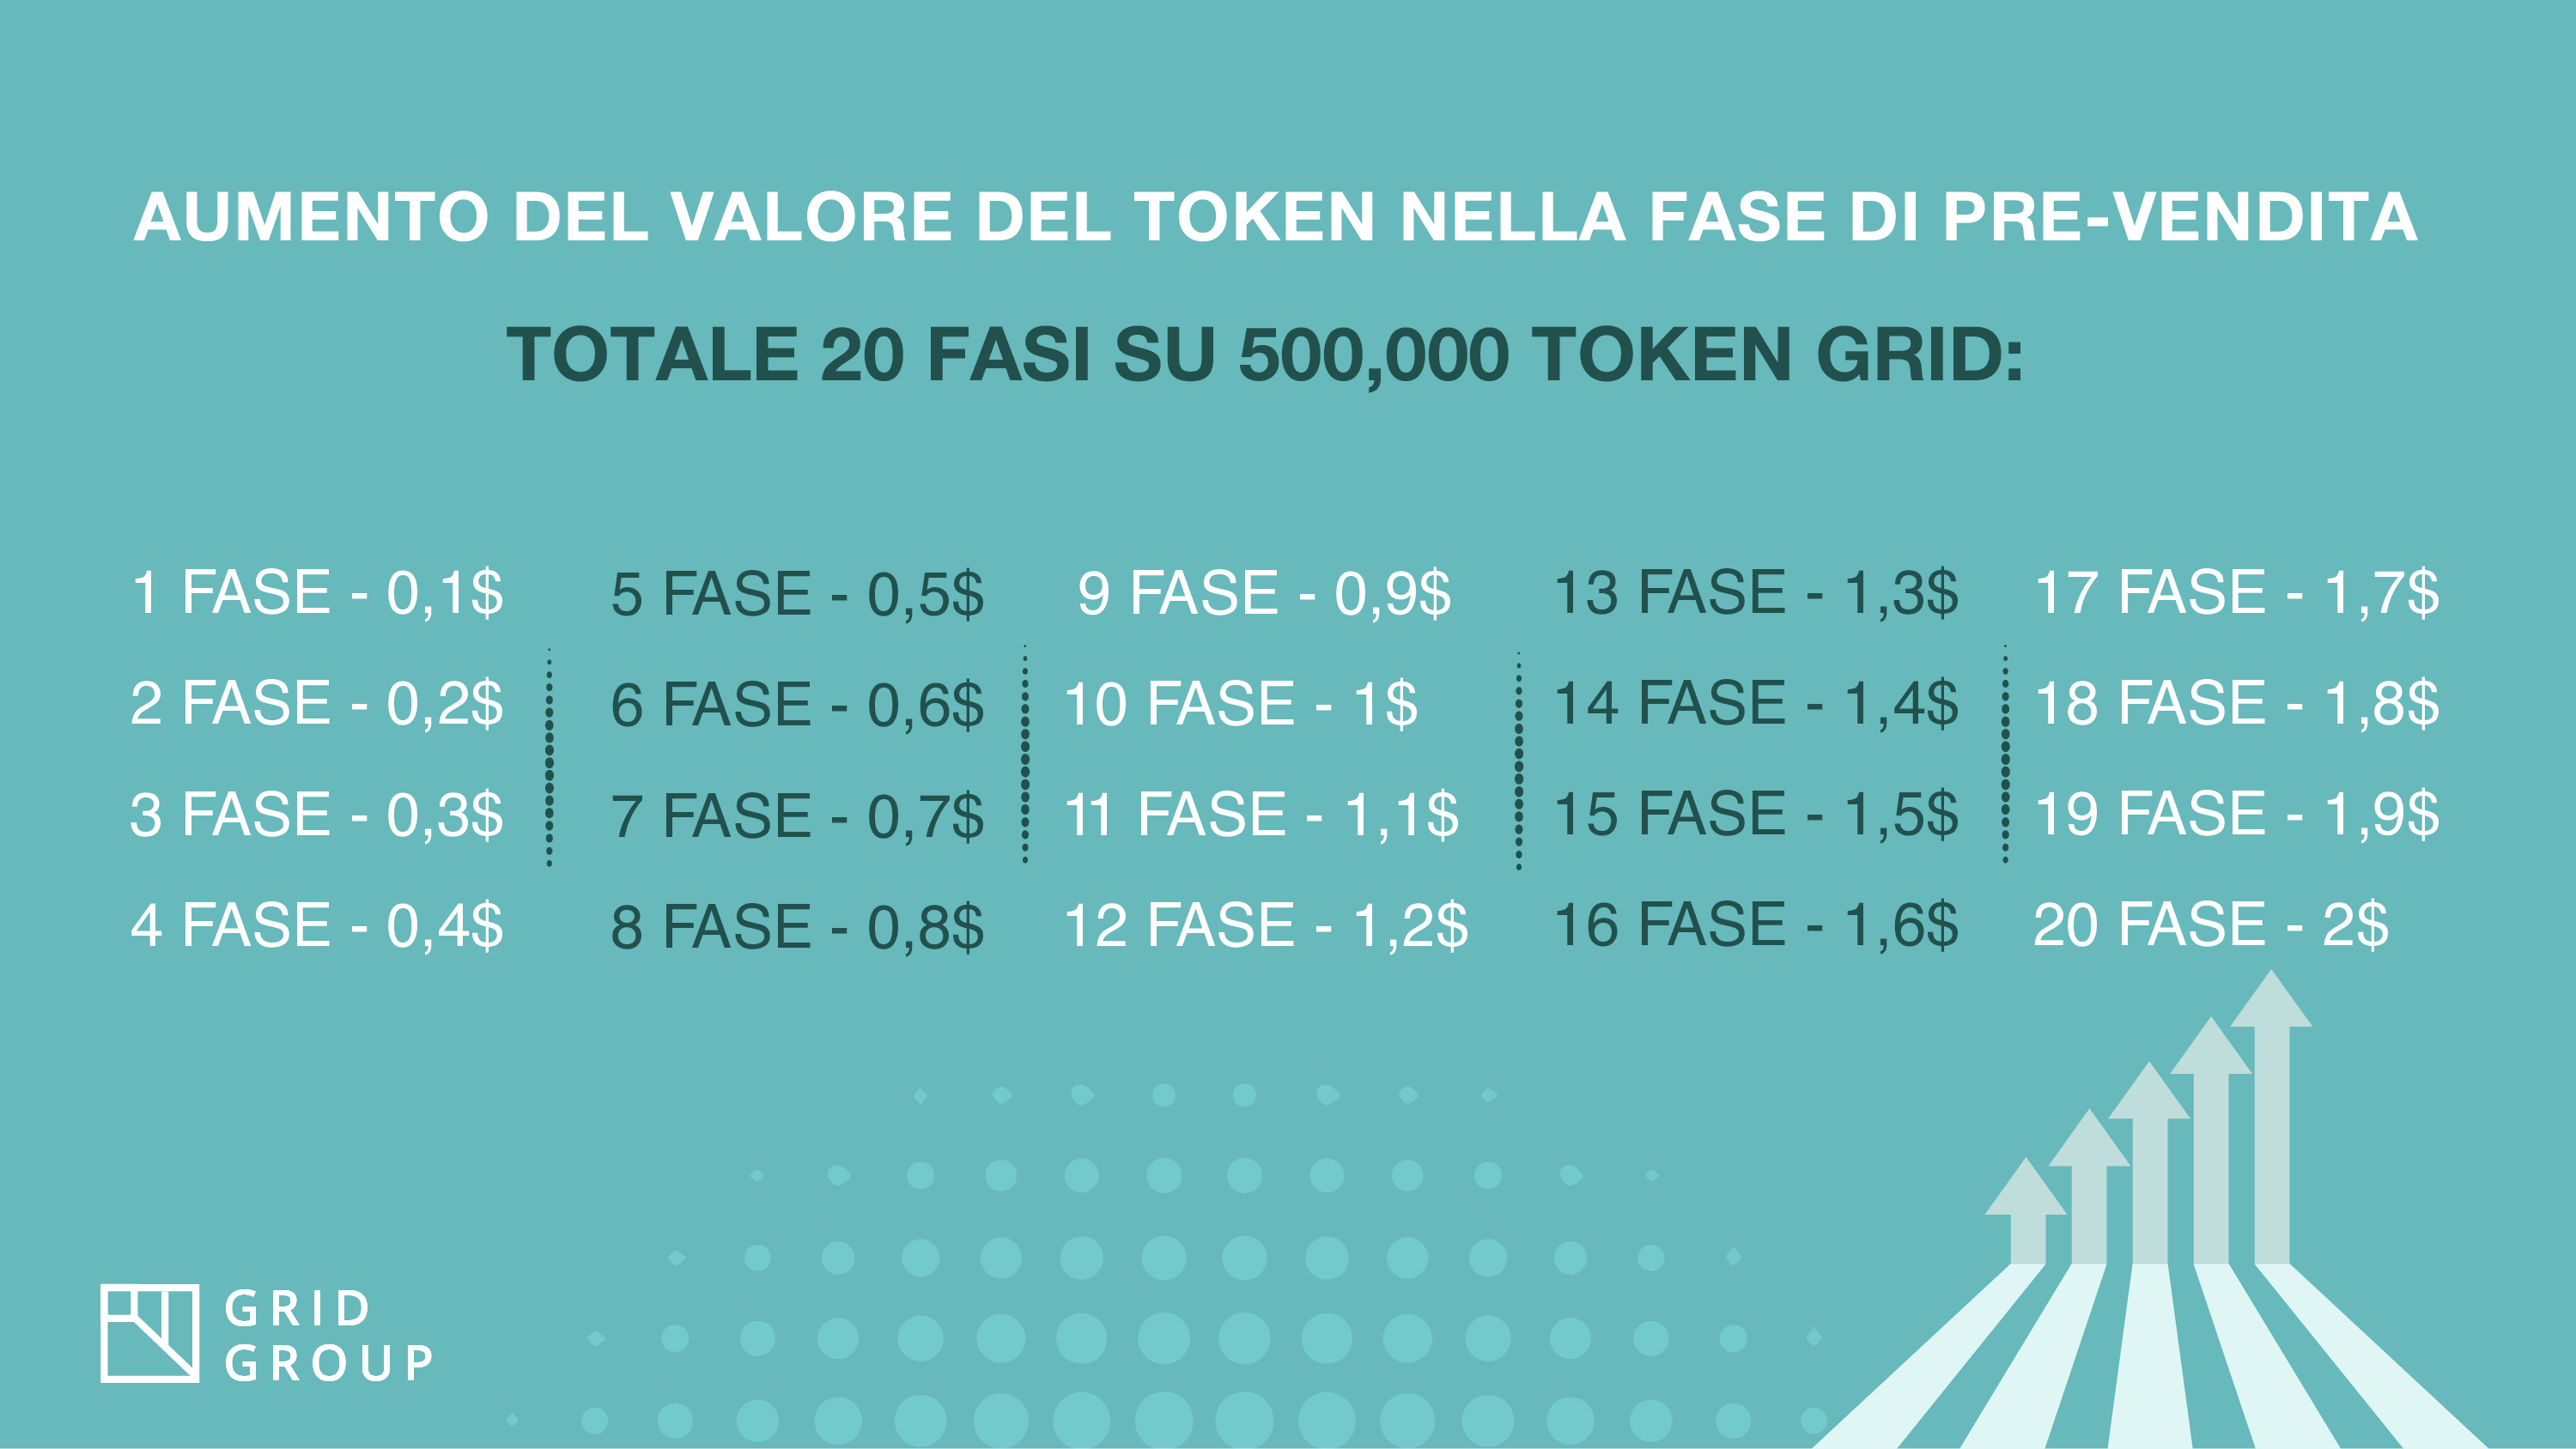 AUMENTO DEL VALORE DEL TOKEN NELLA FASE DI PRE-VENDITA
TOTALE 20 FASI SU 500,000 TOKEN GRID:
1 FASE - 0,1$
2 FASE - 0,2$
3 FASE - 0,3$
4 FASE - 0,4$
5 FASE - 0,5$
6 FASE - 0,6$
7 FASE - 0,7$
8 FASE - 0,8$
9 FASE - 0,9$
10 FASE - 1$
11 FASE - 1,1$
12 FASE - 1,2$
13 FASE - 1,3$
14 FASE - 1,4$
15 FASE - 1,5$
16 FASE - 1,6$
17 FASE - 1,7$
18 FASE - 1,8$
19 FASE - 1,9$
20 FASE - 2$
GRID
GROUP